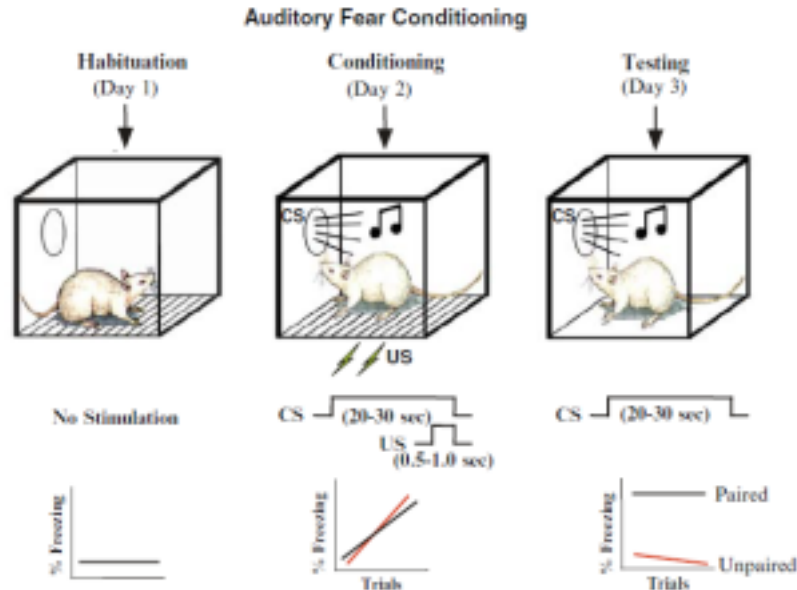 Auditory Fear Conditioning
Habituation
(Day 1)
Conditioning
(Day 2)
Testing
(Day 3)
CS
CS
US
No Stimulation
CS
(20-30 sec)
US
(0.5-1.0 sec)
CS
(20-30 sec)
% Freezing
% Freezing
Trials
% Freezing
Paired
Unpaired
Trials